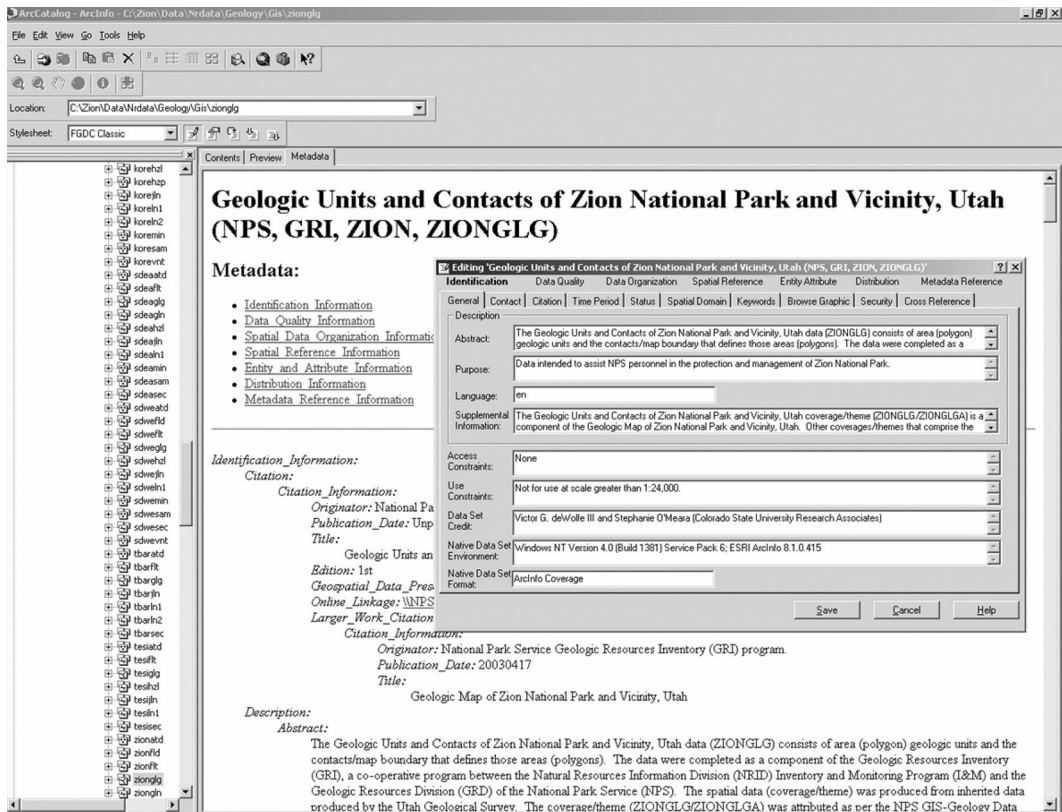 ArcCatalog - ArcInfo - C:\Zion\Data\Nrdata\Geology\Gis\zionglg
File Edit View Go Tools Help
Location: C:\Zion\Data\Nrdata\Geology\Gis\zionglg
Stylesheet: FGDC Classic
korehzl
korehzp
korejln
koreln1
koreln2
koremin
koresam
korevnt
sdeaatd
sdeaflt
sdeaglg
sdeagln
sdeahzl
sdeajln
sdealn1
sdeamin
sdeasam
sdeasec
sdweatd
sdwefld
sdweflt
sdweglg
sdwehzl
sdwejln
sdweln1
sdwemin
sdwesam
sdwesec
sdwevnt
tbaratd
tbarflt
tbarglg
tbarjln
tbarln1
tbarln2
tbarsec
tesiatd
tesiflt
tesiglg
tesihzl
tesijln
tesiln1
tesisec
zionatd
zionfld
zionflt
zionglg
ziongln
Contents Preview Metadata
Geologic Units and Contacts of Zion National Park and Vicinity, Utah
(NPS, GRI, ZION, ZIONGLG)
Metadata:
Identification Information
Data Quality Information
Spatial Data Organization Informatio
Spatial Reference Information
Entity and Attribute Information
Distribution Information
Metadata Reference Information
Identification_Information:
Citation:
Citation_Information:
Originator: National Pa
Publication_Date: Unp
Title:
Geologic Units an
Edition: 1st
Geospatial_Data_Pres
Online_Linkage: \\NPS
Larger_Work_Citation
Citation_Information:
Originator: National Park Service Geologic Resources Inventory (GRI) program.
Publication_Date: 20030417
Title:
Geologic Map of Zion National Park and Vicinity, Utah
Description:
Abstract:
The Geologic Units and Contacts of Zion National Park and Vicinity, Utah data (ZIONGLG) consists of area (polygon) geologic units and the
contacts/map boundary that defines those areas (polygons). The data were completed as a component of the Geologic Resources Inventory
(GRI), a co-operative program between the Natural Resources Information Division (NRID) Inventory and Monitoring Program (I&M) and the
Geologic Resources Division (GRD) of the National Park Service (NPS). The spatial data (coverage/theme) was produced from inherited data
produced by the Utah Geological Survey. The coverage/theme (ZIONGLG/ZIONGLGA) was attributed as per the NPS GIS-Geology Data
Editing 'Geologic Units and Contacts of Zion National Park and Vicinity, Utah (NPS, GRI, ZION, ZIONGLG)'
Identification Data Quality Data Organization Spatial Reference Entity Attribute Distribution Metadata Reference
General Contact Citation Time Period Status Spatial Domain Keywords Browse Graphic Security Cross Reference
Description
Abstract: The Geologic Units and Contacts of Zion National Park and Vicinity, Utah data (ZIONGLG) consists of area (polygon)
geologic units and the contacts/map boundary that defines those areas (polygons). The data were completed as a
Purpose: Data intended to assist NPS personnel in the protection and management of Zion National Park.
Language: en
Supplemental Information: The Geologic Units and Contacts of Zion National Park and Vicinity, Utah coverage/theme (ZIONGLG/ZIONGLGA) is a
component of the Geologic Map of Zion National Park and Vicinity, Utah. Other coverages/themes that comprise the
Access Constraints: None
Use Constraints: Not for use at scale greater than 1:24,000.
Data Set Credit: Victor G. deWolfe III and Stephanie O'Meara (Colorado State University Research Associates)
Native Data Set Environment: Windows NT Version 4.0 (Build 1381) Service Pack 6; ESRI ArcInfo 8.1.0.415
Native Data Set Format: ArcInfo Coverage
Save Cancel Help